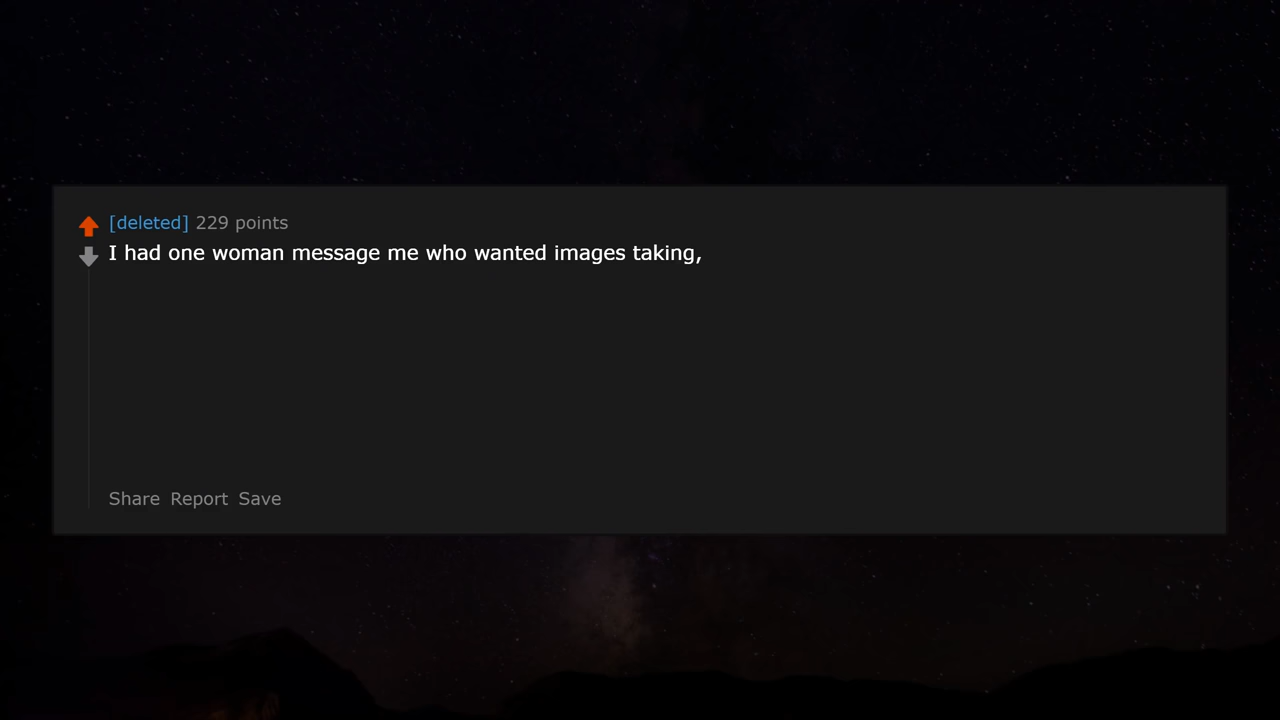 [deleted] 229 points
I had one woman message me who wanted images taking,
Share Report Save